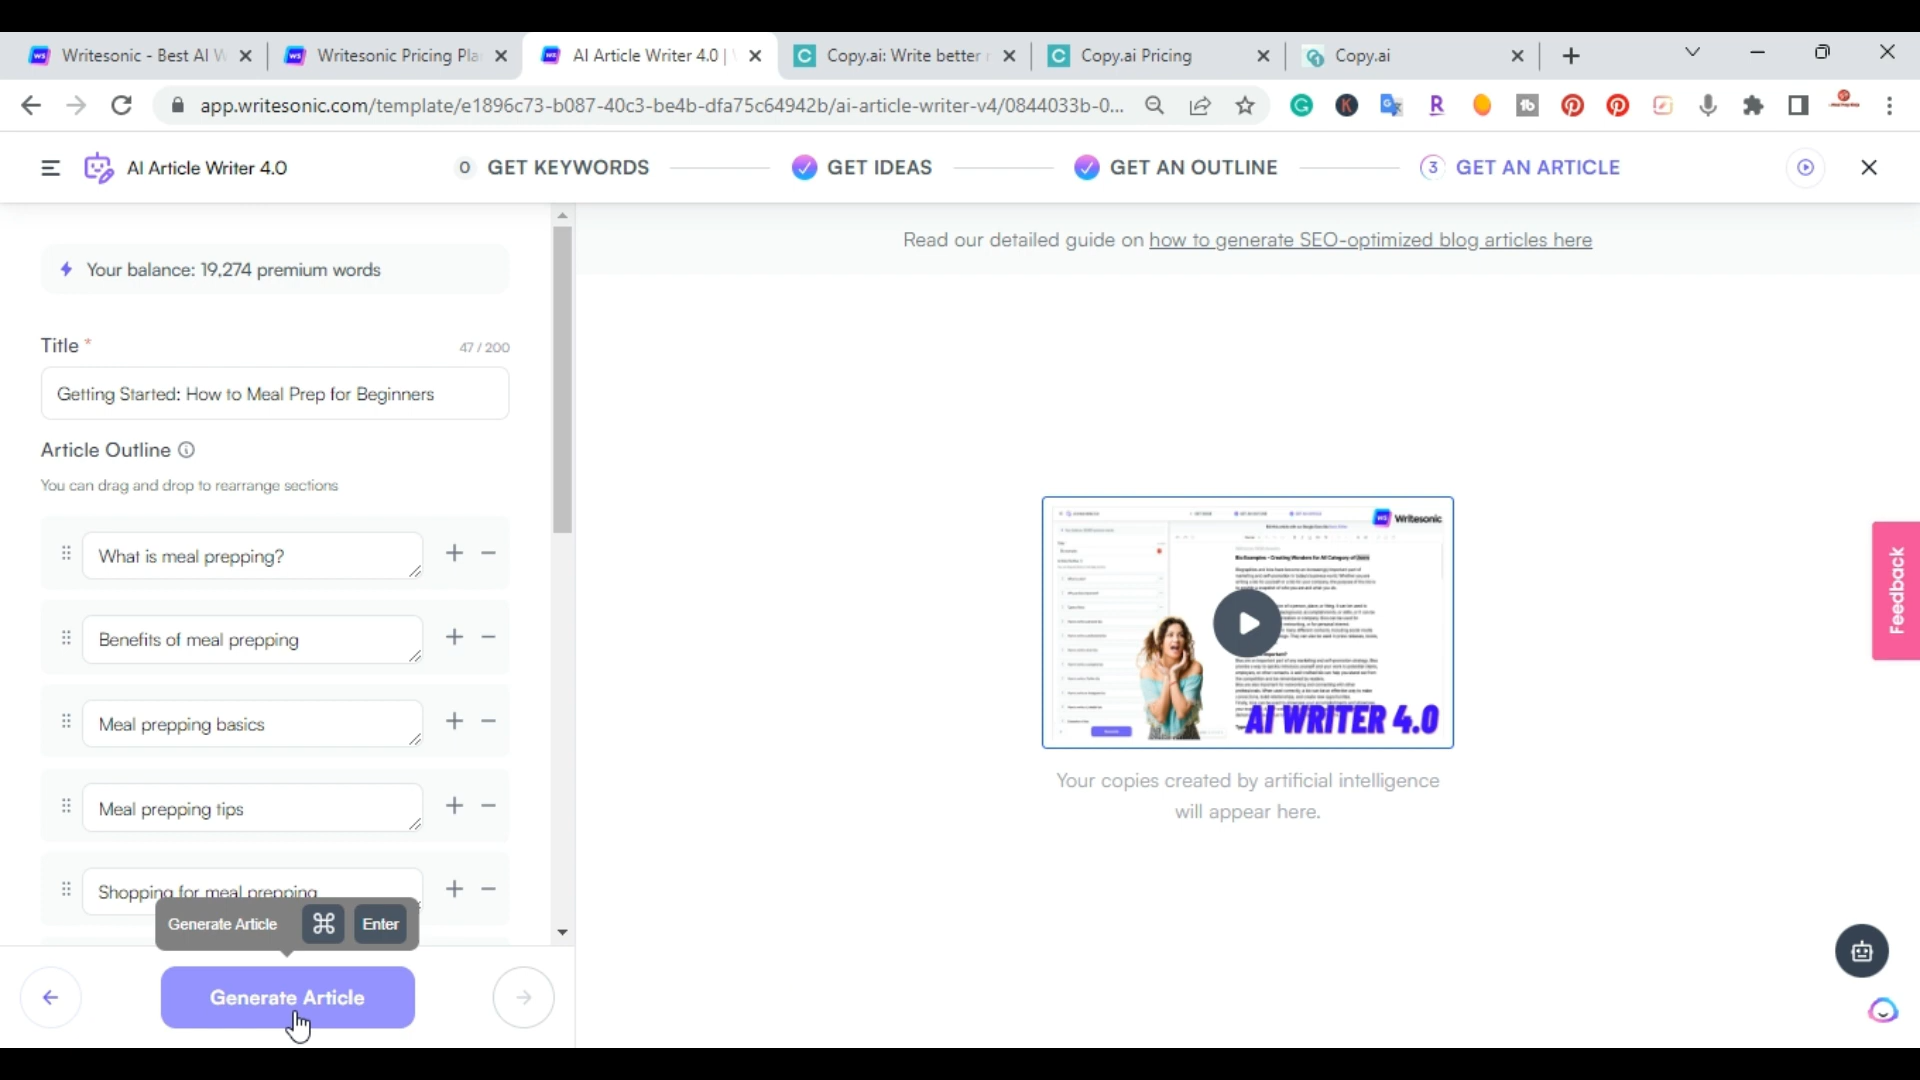 Writesonic - Best AI W
Writesonic Pricing Pla
AI Article Writer 4.0 |
Copy.ai: Write better
Copy.ai Pricing
Copy.ai
app.writesonic.com/template/e1896c73-b087-40c3-be4b-dfa75c64942b/ai-article-writer-v4/0844033b-0...
AI Article Writer 4.0
0 GET KEYWORDS
GET IDEAS
GET AN OUTLINE
3 GET AN ARTICLE
Your balance: 19,274 premium words
Read our detailed guide on how to generate SEO-optimized blog articles here
Title *
47 / 200
Getting Started: How to Meal Prep for Beginners
Article Outline
You can drag and drop to rearrange sections
What is meal prepping?
Benefits of meal prepping
Meal prepping basics
Meal prepping tips
Shopping for meal prepping
Generate Article ⌘ Enter
Generate Article
Writesonic
AI WRITER 4.0
Your copies created by artificial intelligence
will appear here.
Feedback